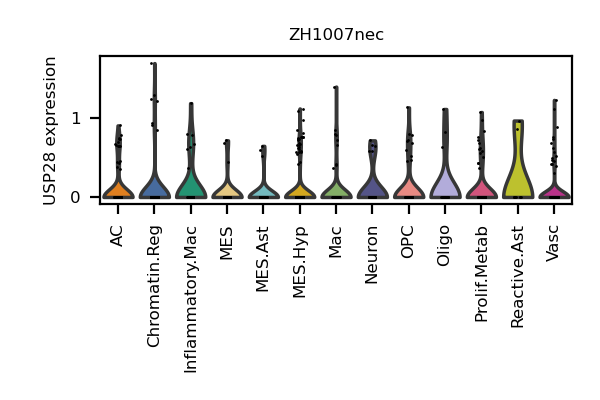 ZH1007nec
USP28 expression
1
0
AC
Chromatin.Reg
Inflammatory.Mac
MES
MES.Ast
MES.Hyp
Mac
Neuron
OPC
Oligo
Prolif.Metab
Reactive.Ast
Vasc